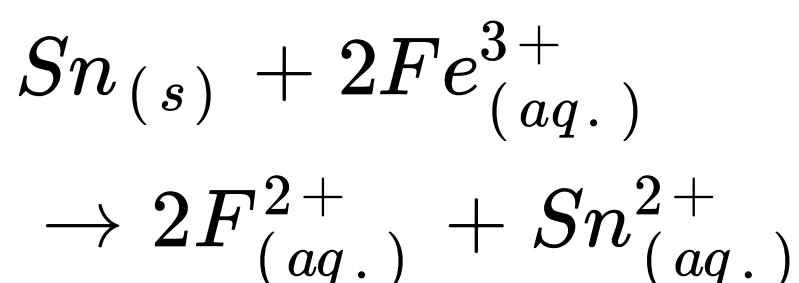 Sn₍s₎ + 2Fe³⁺₍aq.₎
→ 2F²⁺₍aq.₎ + Sn²⁺₍aq.₎